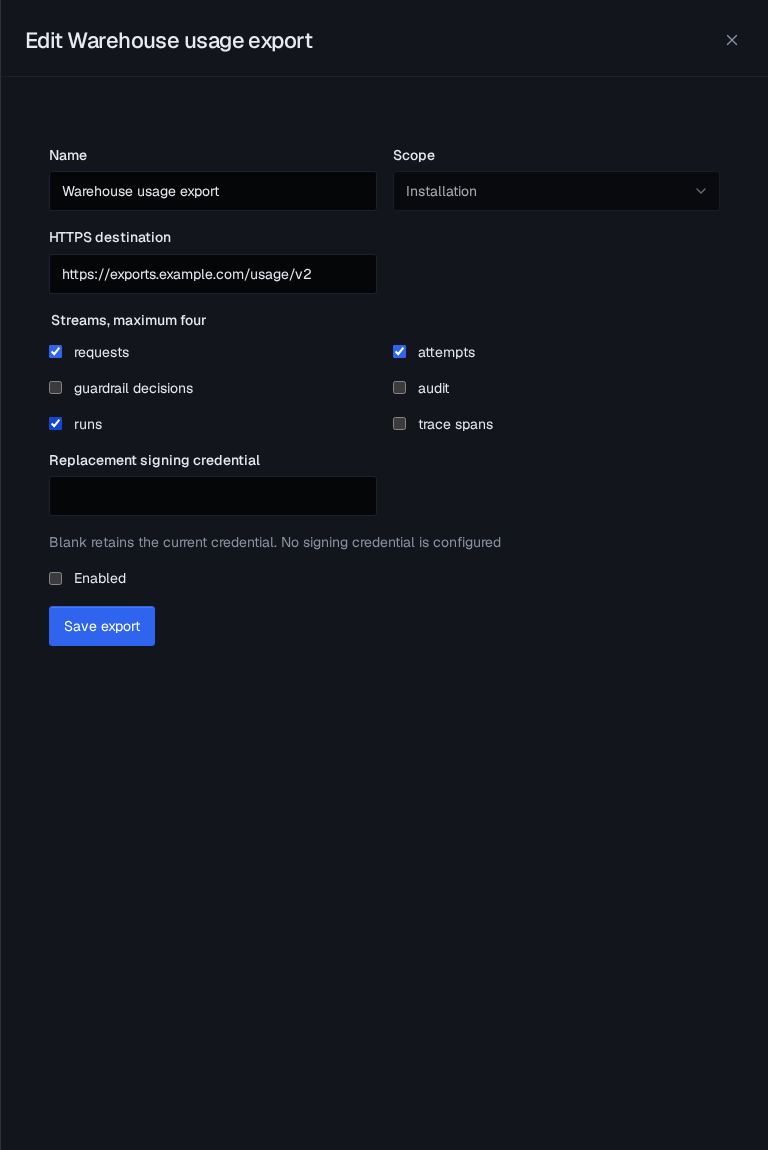 Edit Warehouse usage export
Name
Scope
Warehouse usage export
Installation
HTTPS destination
https://exports.example.com/usage/v2
Streams, maximum four
requests
attempts
guardrail decisions
audit
runs
trace spans
Replacement signing credential
Blank retains the current credential. No signing credential is configured
Enabled
Save export